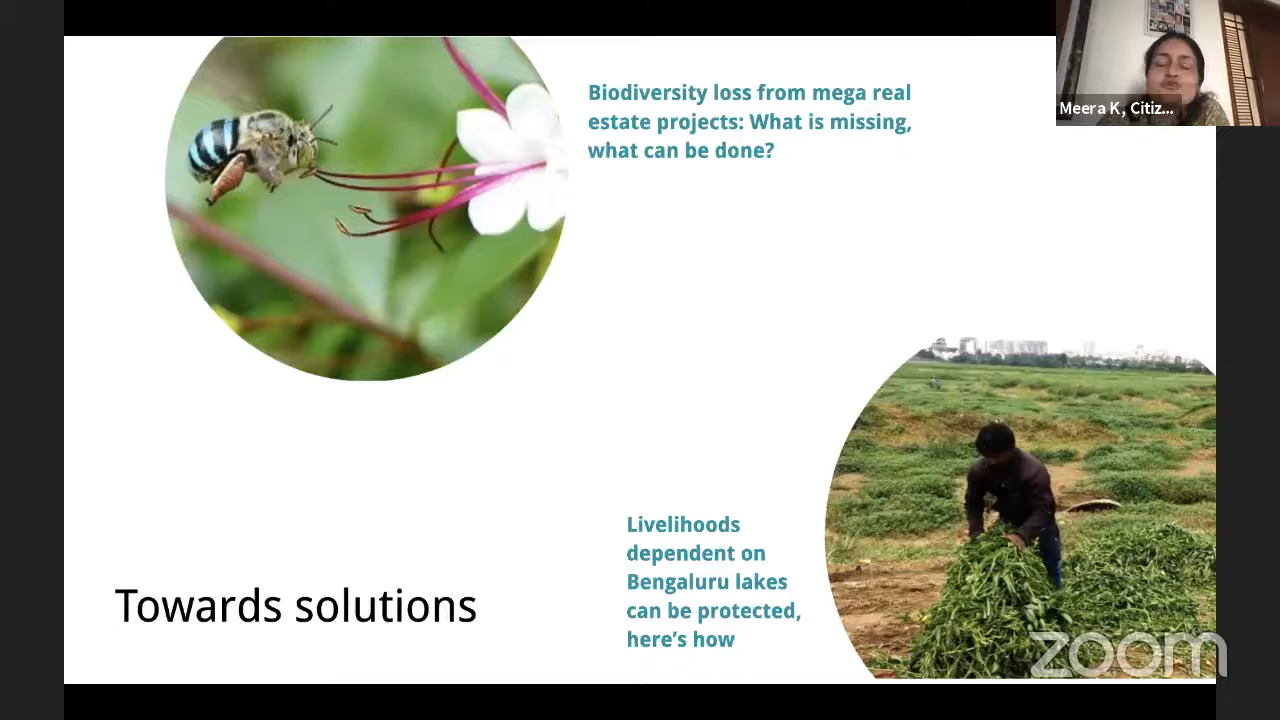 Biodiversity loss from mega real
estate projects: What is missing,
what can be done?
Meera K, Citiz...
Livelihoods
dependent on
Bengaluru lakes
can be protected,
here’s how
Towards solutions
zoom